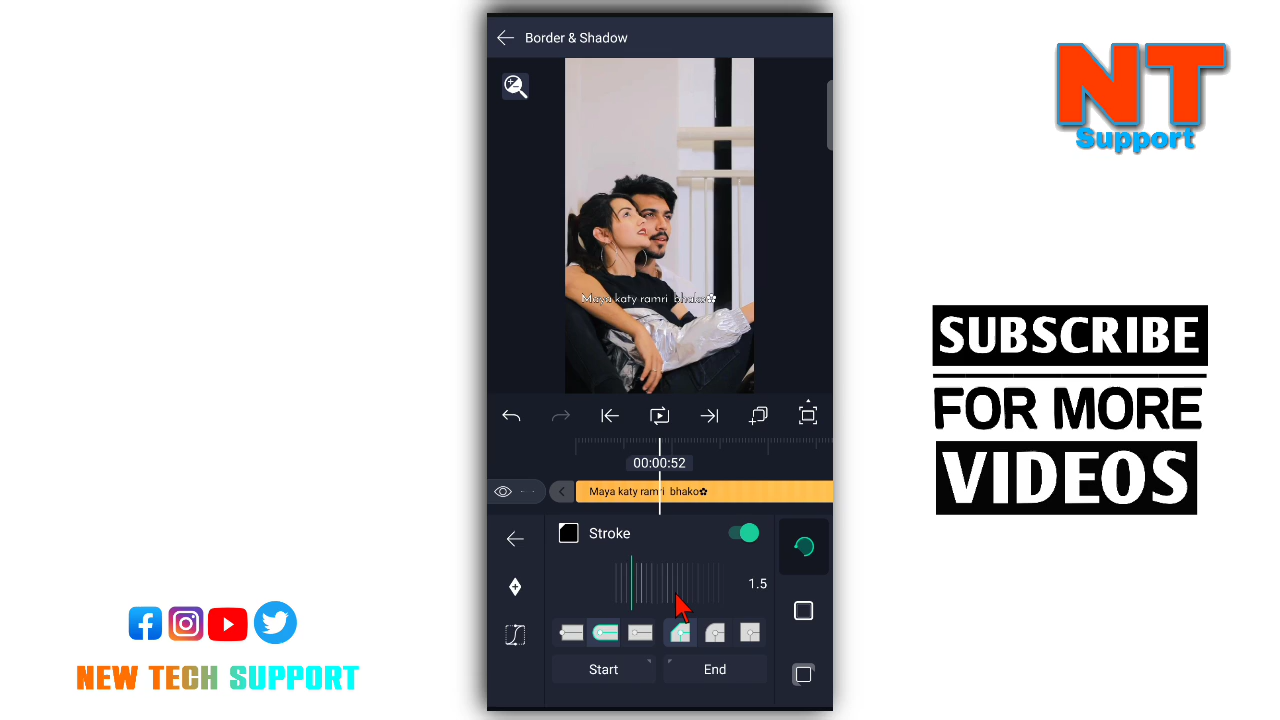 Border & Shadow
NT
Support
Maya katy ramri bhako✿
SUBSCRIBE
FOR MORE
VIDEOS
00:00:52
Maya katy ramri bhako✿
Stroke
1.5
Start
End
NEW TECH SUPPORT